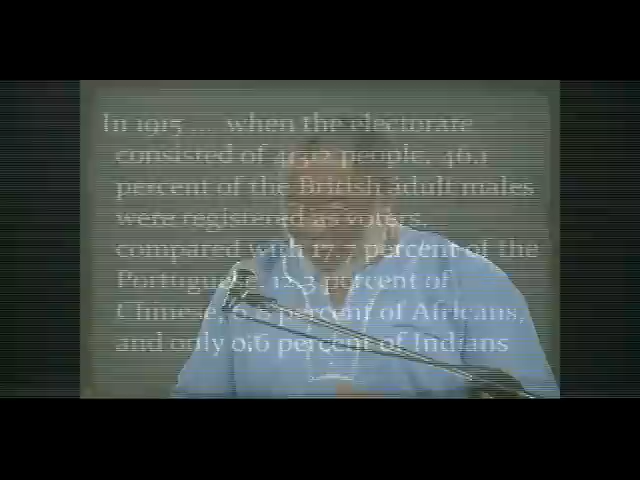 In 1915 ... when the electorate
consisted of 4,312 people, 46.1
percent of the British adult males
were registered as voters,
compared with 17.7 percent of the
Portuguese, 12.3 percent of
Chinese, 6.8 percent of Africans,
and only 0.6 percent of Indians